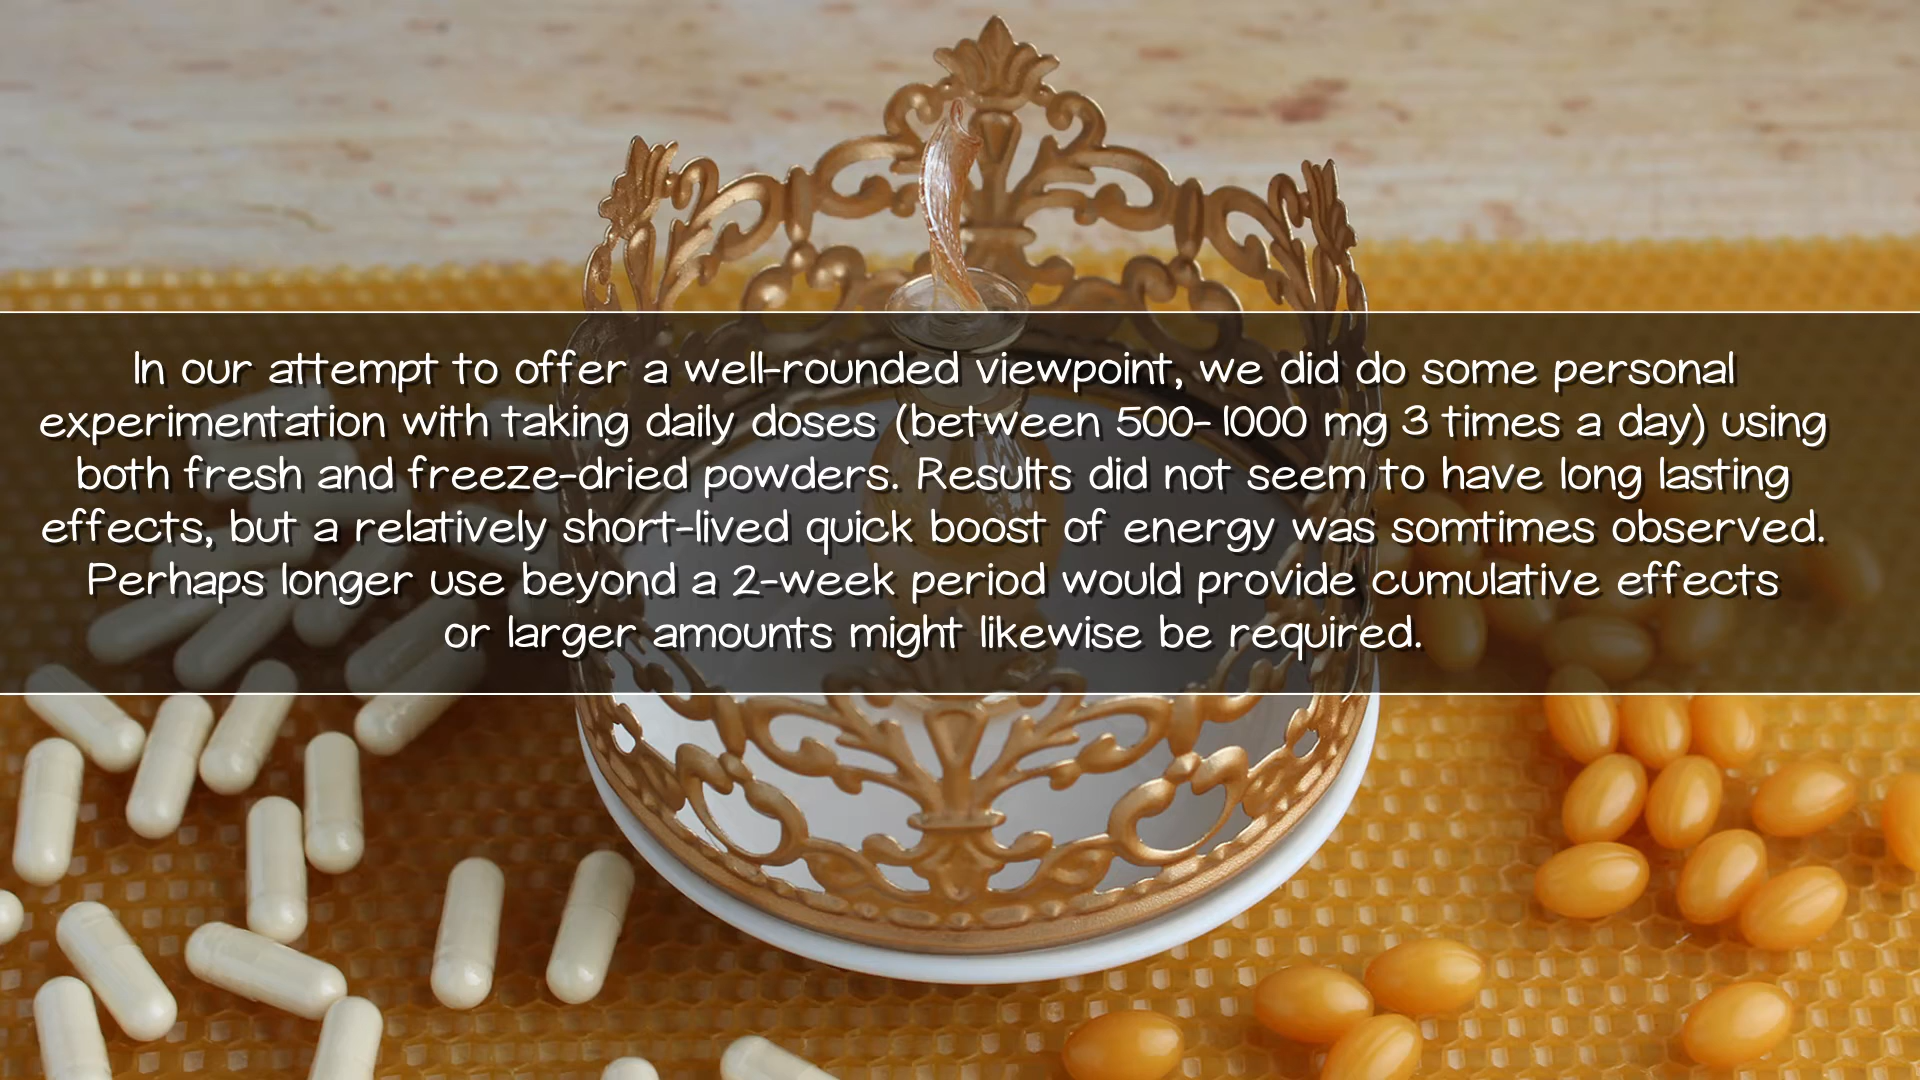 In our attempt to offer a well-rounded viewpoint, we did do some personal
experimentation with taking daily doses (between 500-1000 mg 3 times a day) using
both fresh and freeze-dried powders. Results did not seem to have long lasting
effects, but a relatively short-lived quick boost of energy was somtimes observed.
Perhaps longer use beyond a 2-week period would provide cumulative effects
or larger amounts might likewise be required.